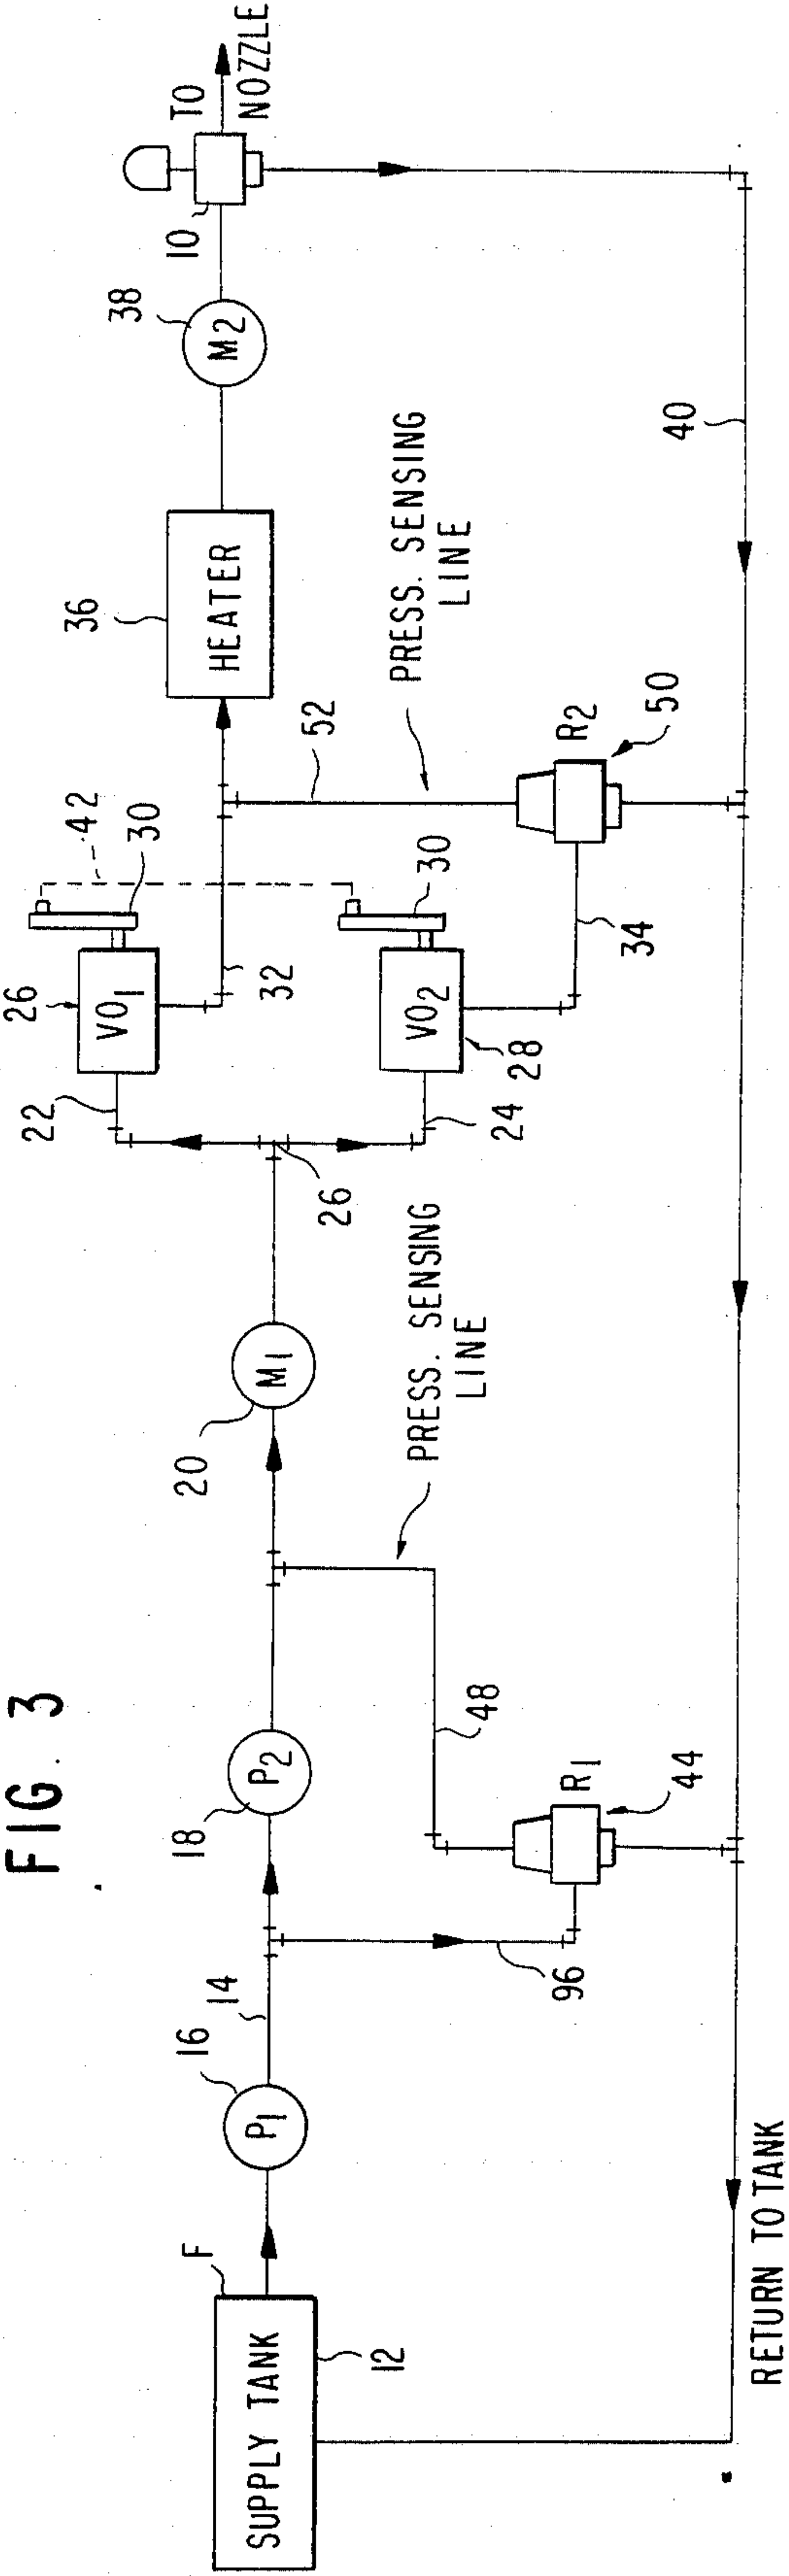 FIG. 3
TO
NOZZLE
10
38
M2
36
HEATER
PRESS. SENSING
LINE
40
52
42
30
R2
50
30
34
26
VO1
32
VO2
28
22
24
26
PRESS. SENSING
LINE
M1
20
48
P2
18
R1
44
14
96
16
P1
F
SUPPLY TANK
12
RETURN TO TANK